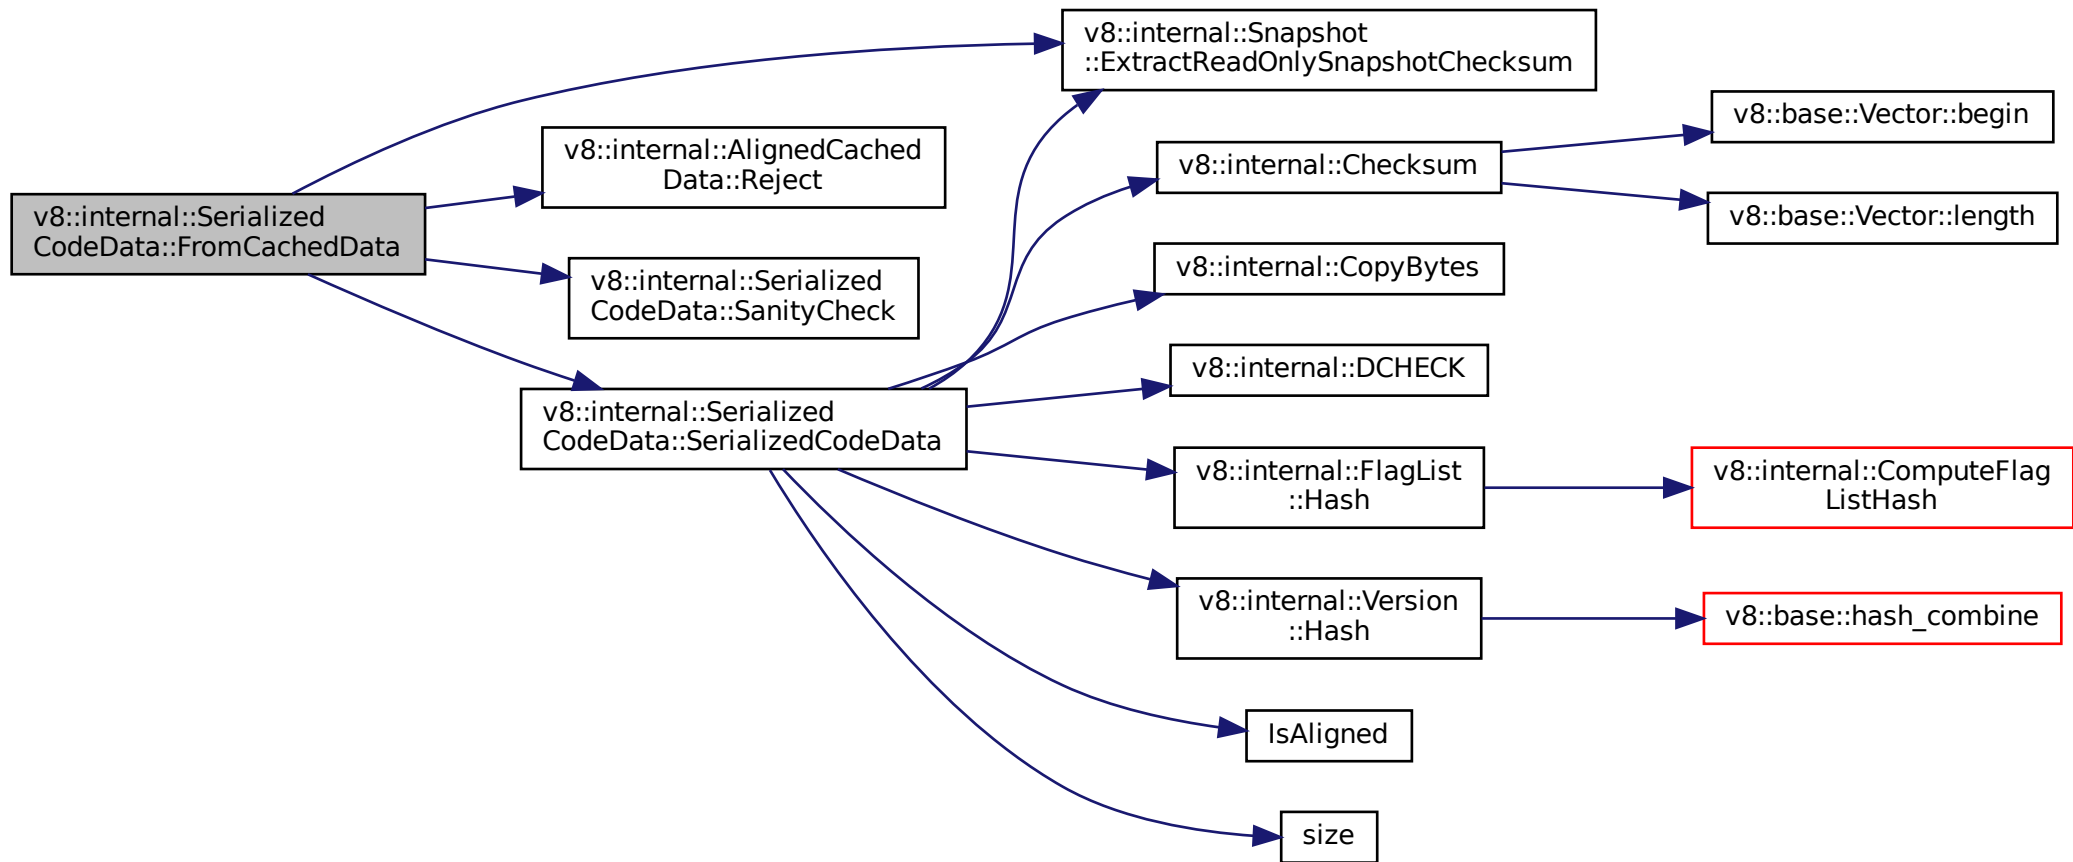 v8::internal::Serialized
CodeData::FromCachedData
v8::internal::Snapshot
::ExtractReadOnlySnapshotChecksum
v8::internal::AlignedCached
Data::Reject
v8::internal::Serialized
CodeData::SanityCheck
v8::internal::Serialized
CodeData::SerializedCodeData
v8::internal::Checksum
v8::base::Vector::begin
v8::base::Vector::length
v8::internal::CopyBytes
v8::internal::DCHECK
v8::internal::FlagList
::Hash
v8::internal::ComputeFlag
ListHash
v8::internal::Version
::Hash
v8::base::hash_combine
IsAligned
size